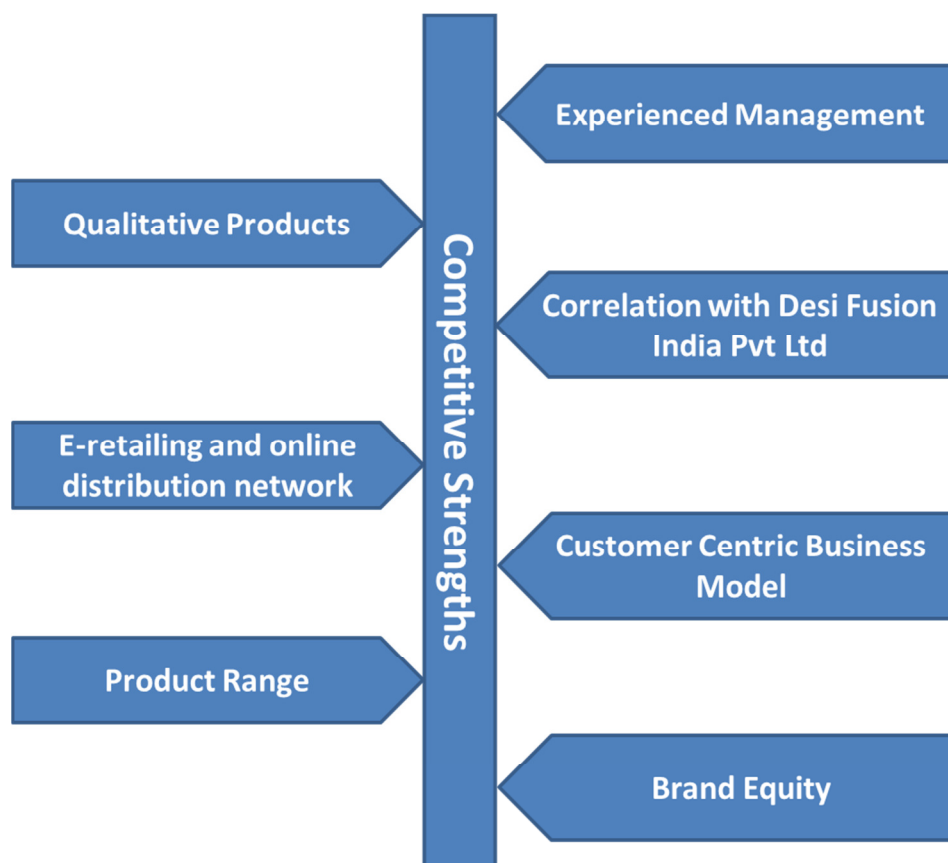 Experienced Management
Qualitative Products
Correlation with Desi Fusion
India Pvt Ltd
Competitive Strengths
E-retailing and online
distribution network
Customer Centric Business
Model
Product Range
Brand Equity